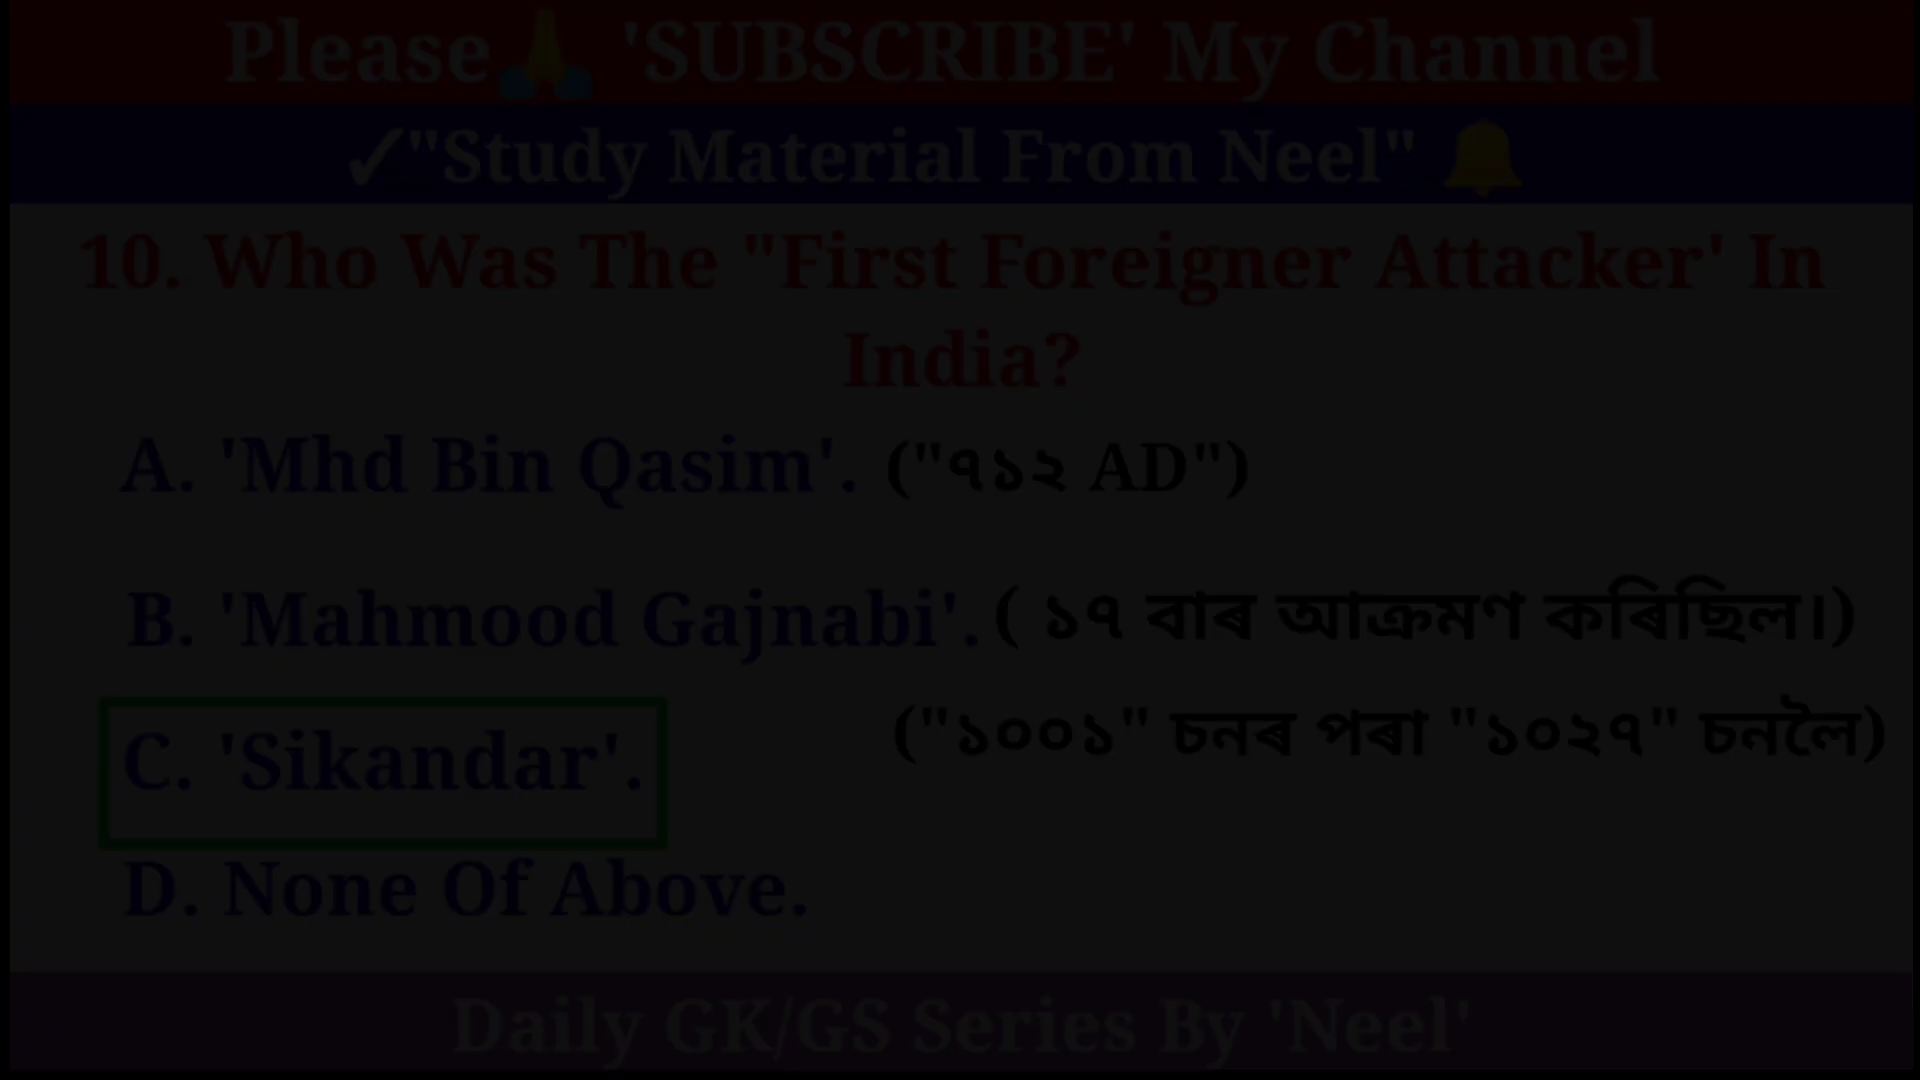 Please🙏 'SUBSCRIBE' My Channel
✓"Study Material From Neel" 🔔
10. Who Was The "First Foreigner Attacker' In
India?
A. 'Mhd Bin Qasim'. ("৭১২ AD")
B. 'Mahmood Gajnabi'. ( ১৭ বাৰ আক্ৰমণ কৰিছিল।)
("১০০১" চনৰ পৰা "১০২৭" চনলৈ)
C. 'Sikandar'.
D. None Of Above.
Daily GK/GS Series By 'Neel'